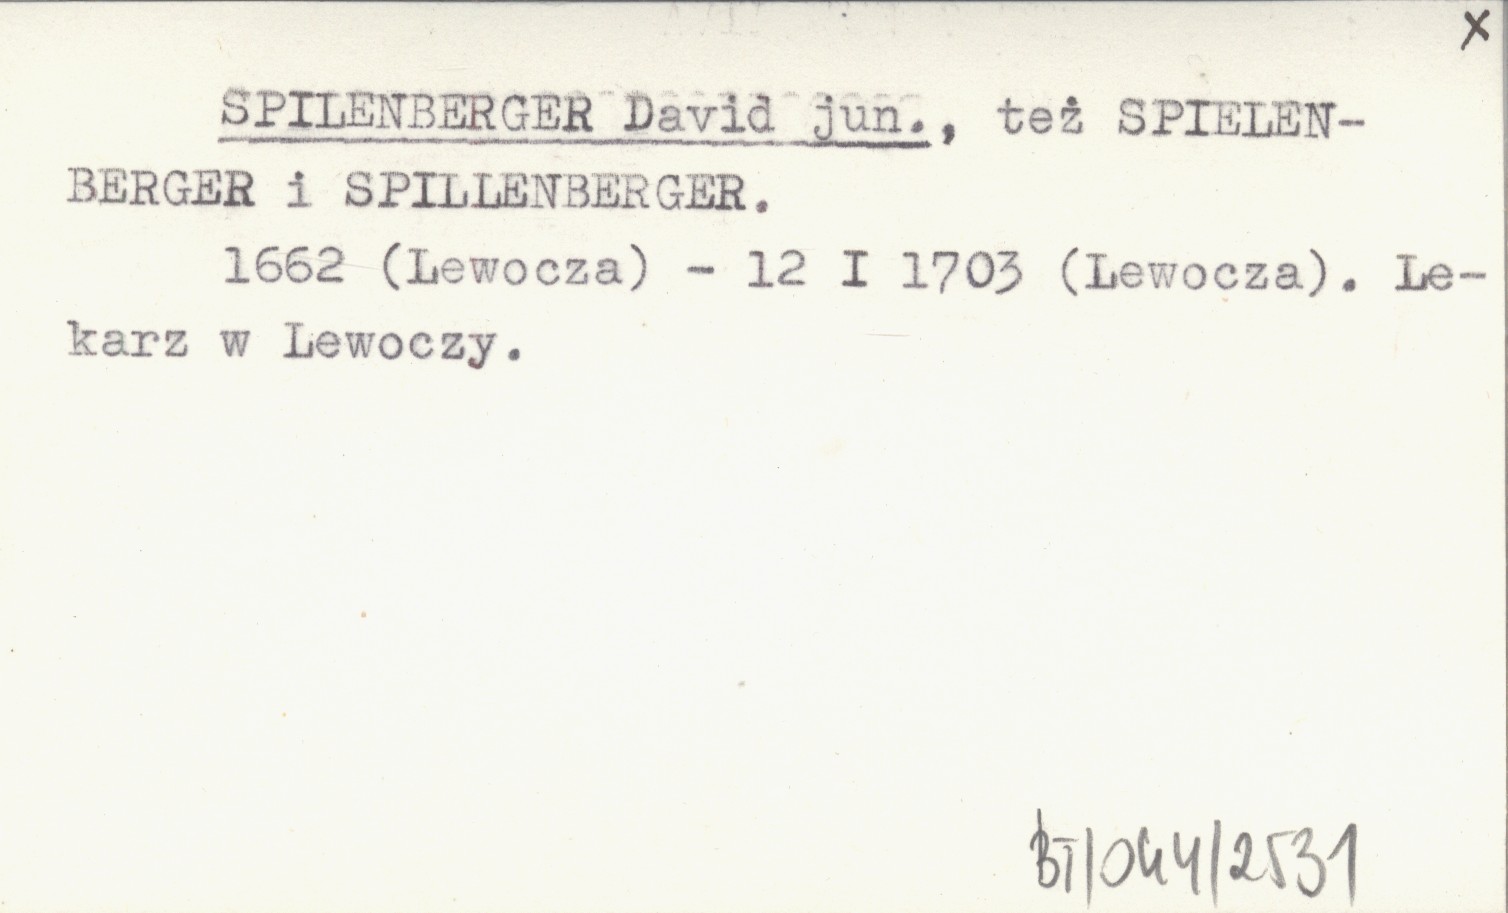 X
SPILENBERGER David jun., też SPIELEN-
BERGER i SPILLENBERGER.
1662 (Lewocza) - 12 I 1703 (Lewocza). Le-
karz w Lewoczy.
BT/044/2531